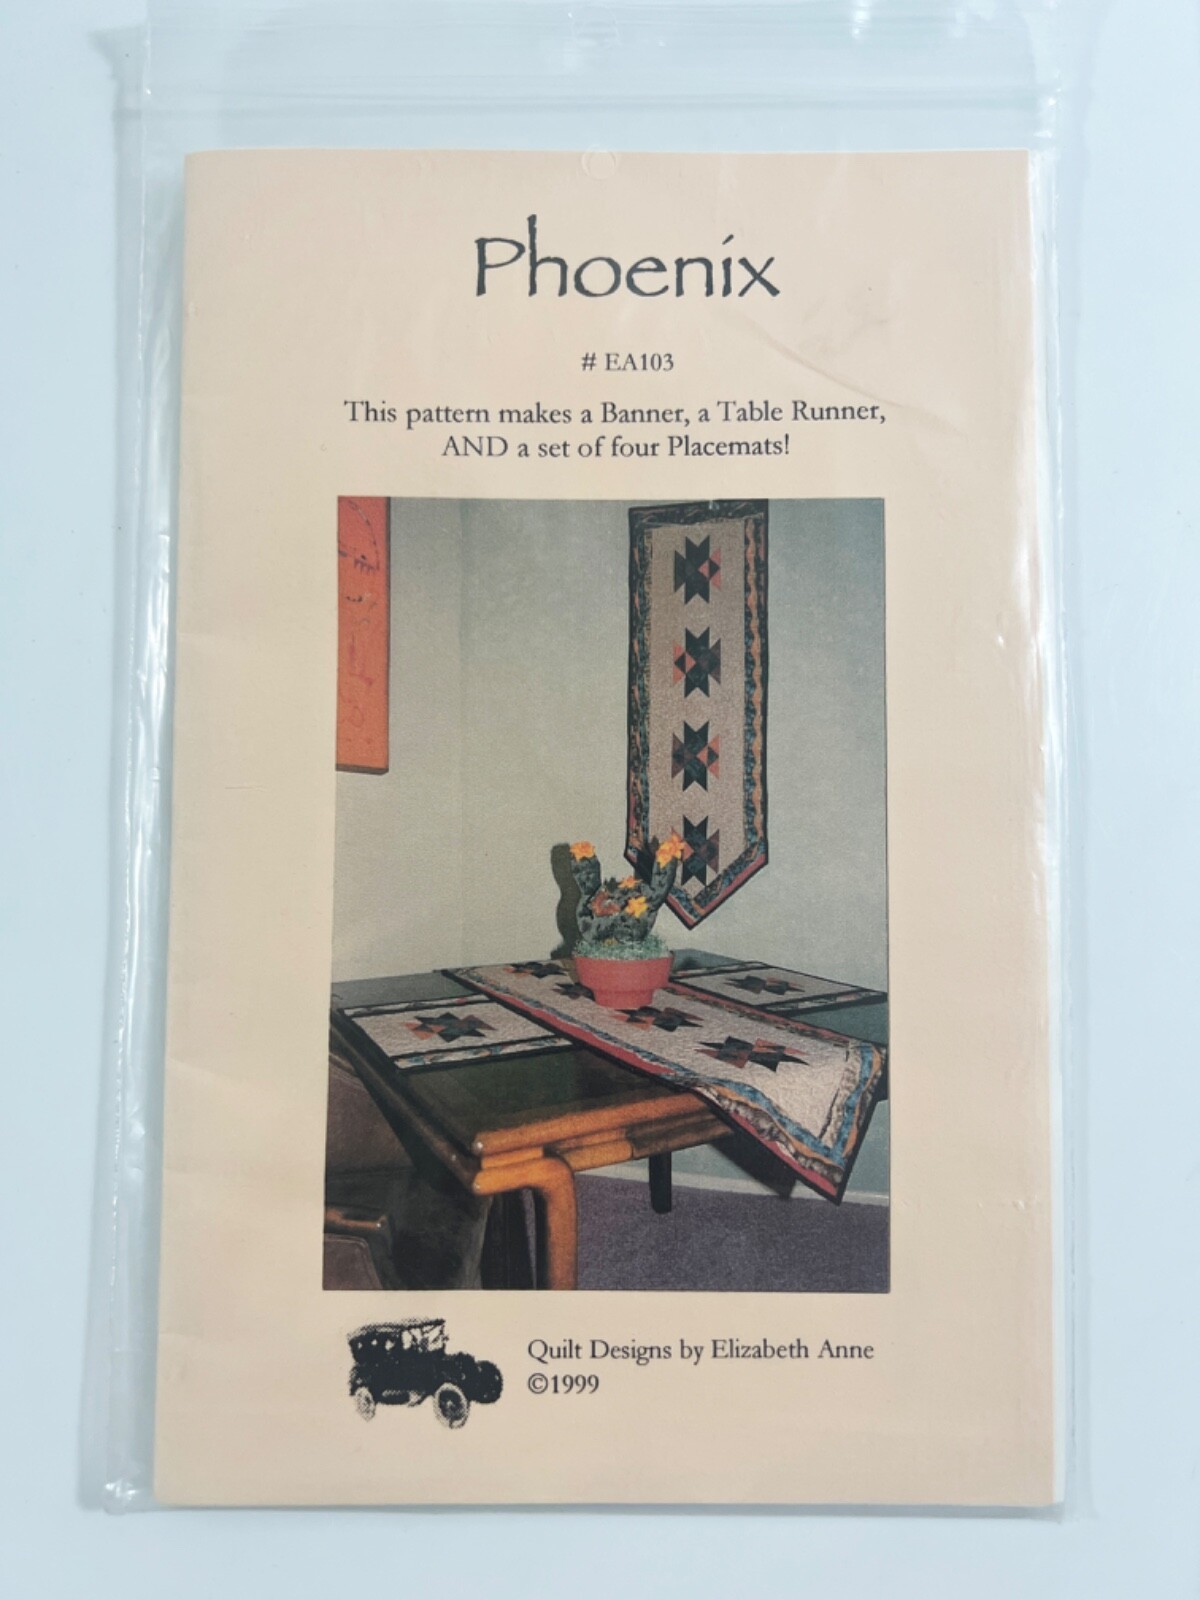 Phoenix
# EA103
This pattern makes a Banner, a Table Runner,
AND a set of four Placemats!
Quilt Designs by Elizabeth Anne
©1999